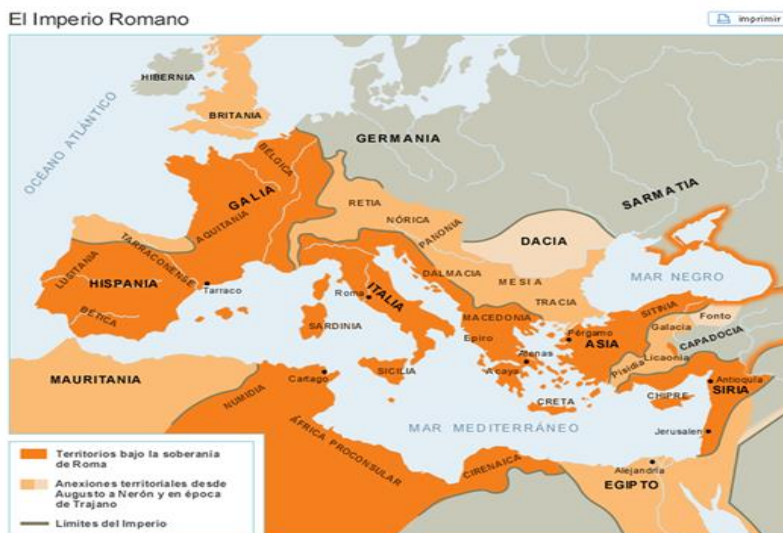 El Imperio Romano
imprimir
HIBERNIA
BRITANIA
OCÉANO ATLÁNTICO
GERMANIA
BÉLGICA
GALIA
AQUITANIA
SARMATIA
RETIA
NÓRICA
PANONIA
DACIA
LUSITANIA
TARRACONENSE
HISPANIA
BÉTICA
Tarraco
Roma
ITALIA
DALMACIA
MESIA
TRACIA
MAR NEGRO
MACEDONIA
SARDINIA
Epiro
Pérgamo
ASIA
SITINIA
Fonto
Galacia
CAPADOCIA
Atenas
Licaonia
Pisidia
MAURITANIA
NUMIDIA
Cartago
SICILIA
Acaya
CRETA
CHIPRE
Antioquía
SIRIA
ÁFRICA PROCONSULAR
MAR MEDITERRÁNEO
Jerusalen
CIRENAICA
Alejandría
EGIPTO
Territorios bajo la soberanía
de Roma
Anexiones territoriales desde
Augusto a Nerón y en época
de Trajano
Límites del Imperio